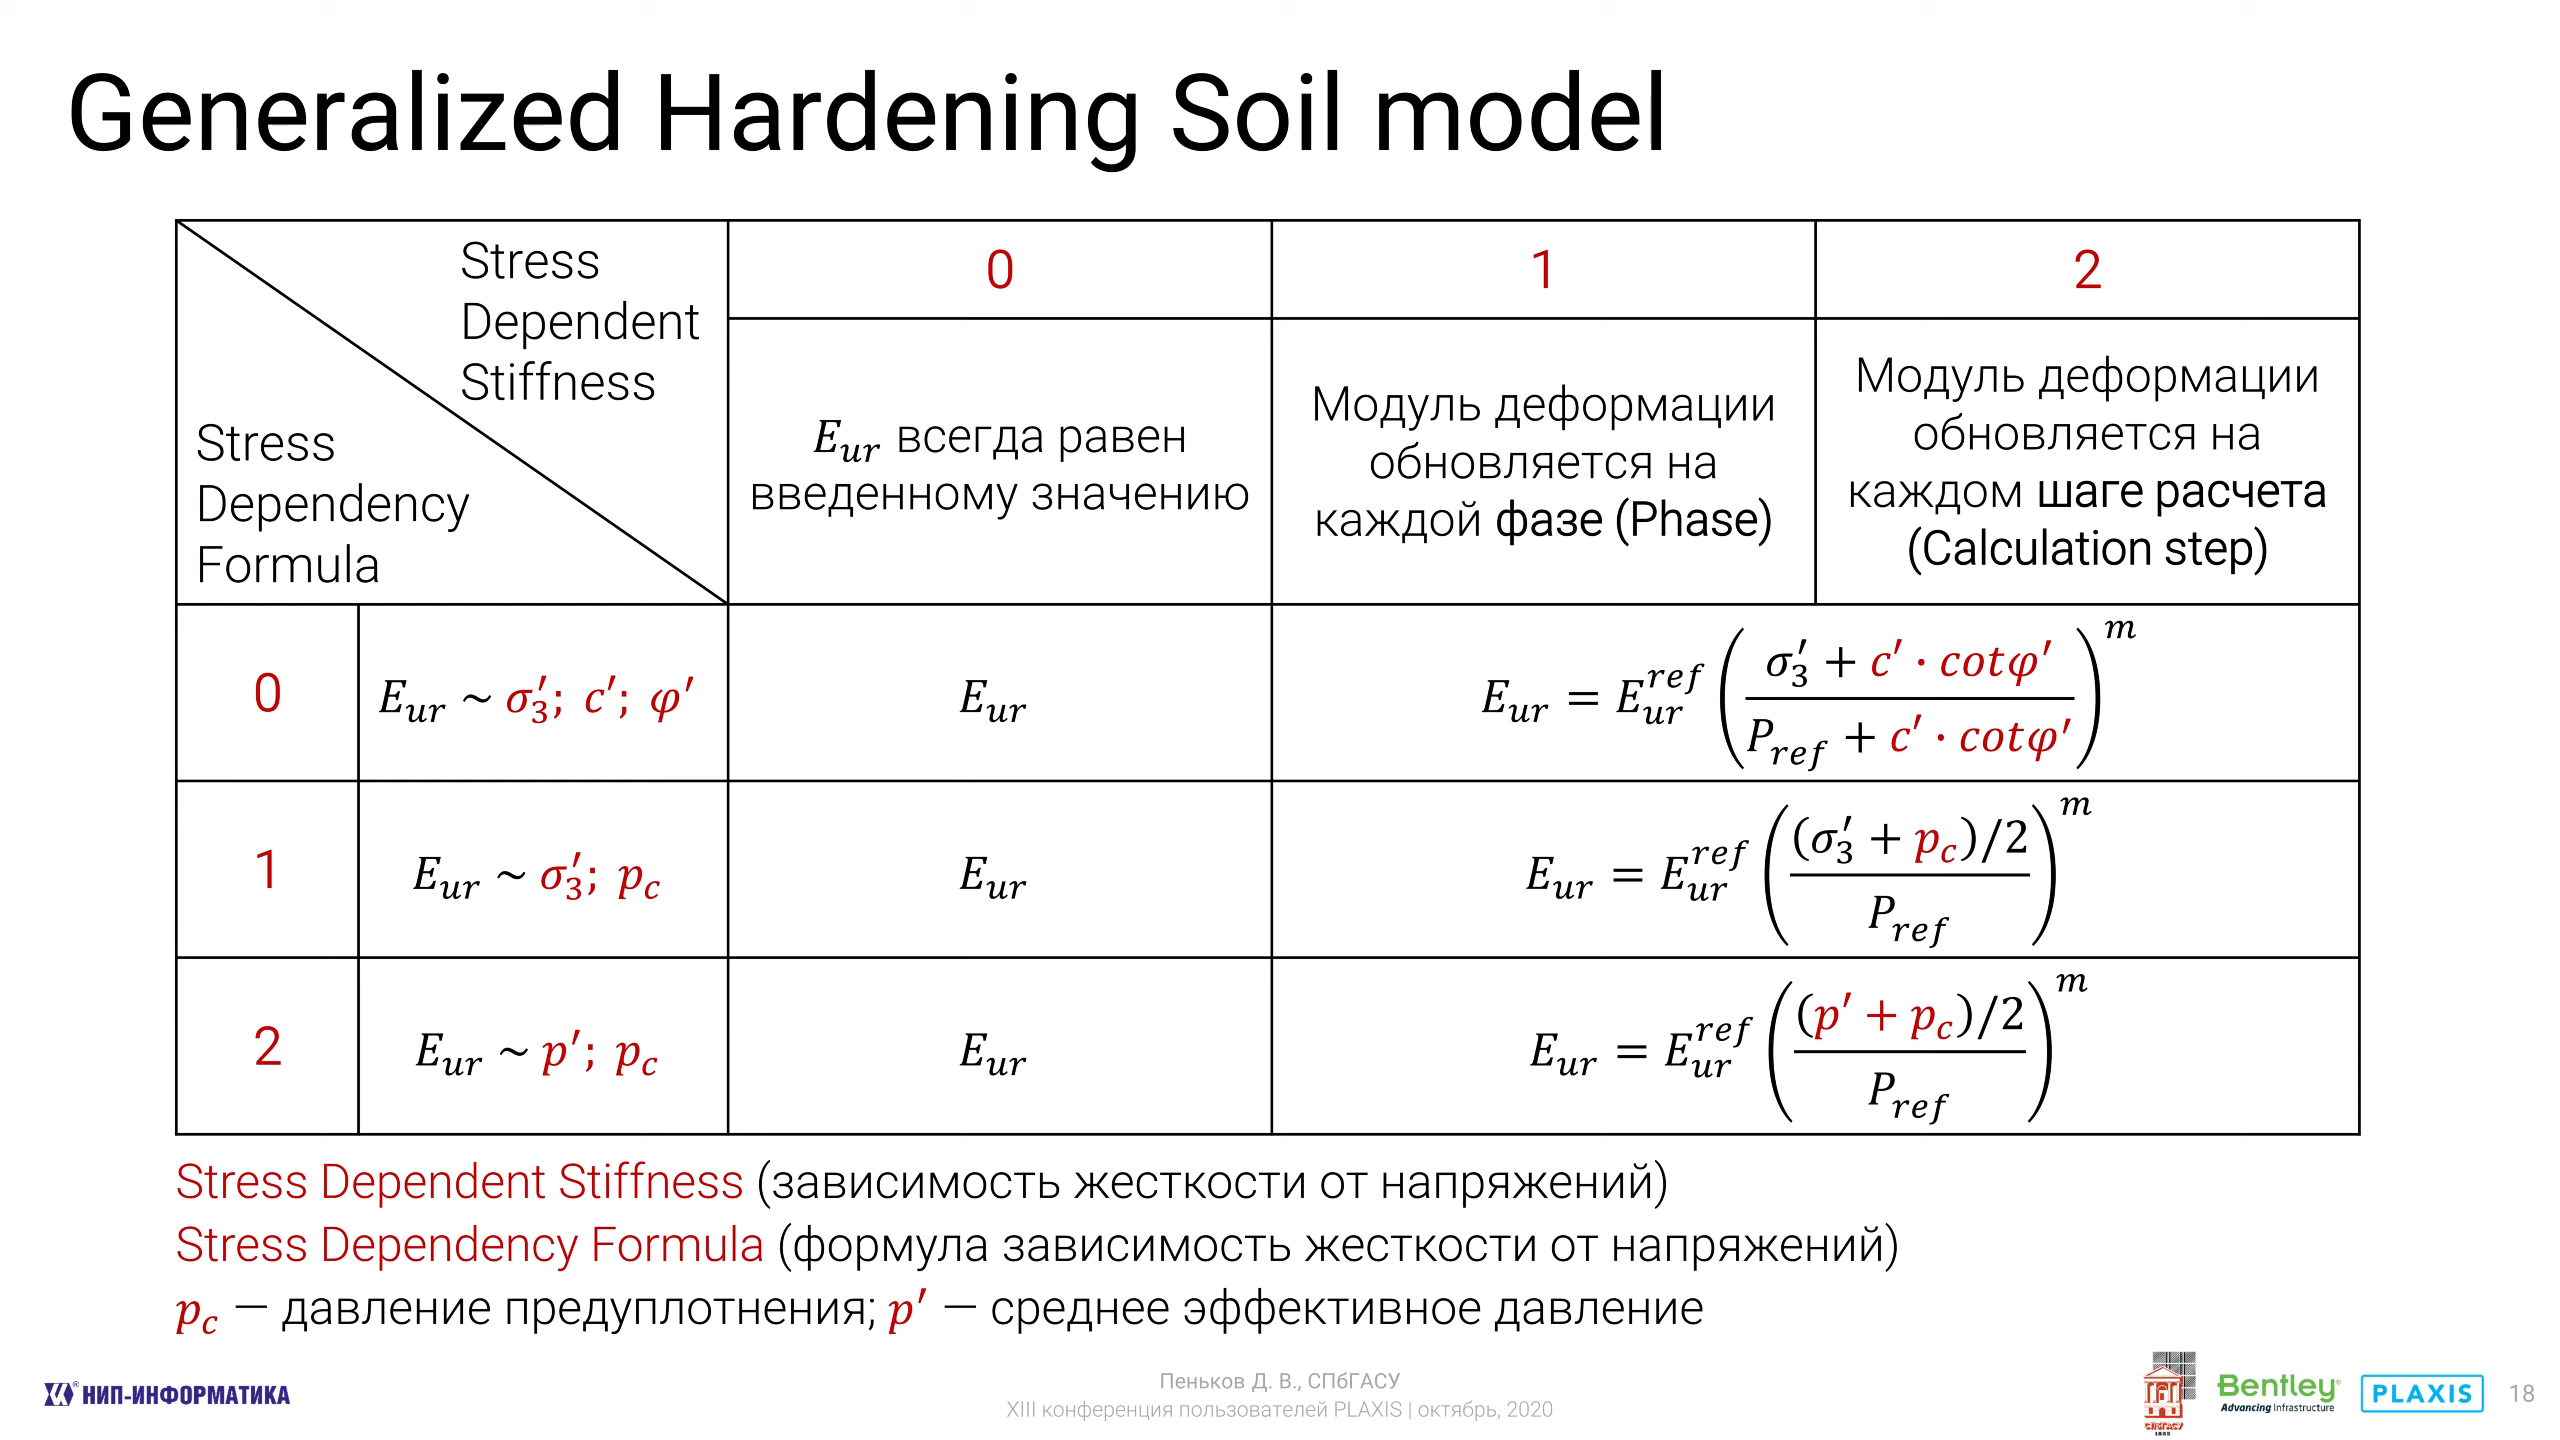 Generalized Hardening Soil model
Stress
Dependent
Stiffness
Stress
Dependency
Formula
0
1
2
E_ur всегда равен
введенному значению
Модуль деформации
обновляется на
каждой фазе (Phase)
Модуль деформации
обновляется на
каждом шаге расчета
(Calculation step)
0
E_ur ~ σ′_3; c′; φ′
E_ur
E_ur = E_ur^ref ((σ′_3 + c′ · cotφ′)/(P_ref + c′ · cotφ′))^m
1
E_ur ~ σ′_3; p_c
E_ur
E_ur = E_ur^ref (((σ′_3 + p_c)/2)/P_ref)^m
2
E_ur ~ p′; p_c
E_ur
E_ur = E_ur^ref (((p′ + p_c)/2)/P_ref)^m
Stress Dependent Stiffness (зависимость жесткости от напряжений)
Stress Dependency Formula (формула зависимость жесткости от напряжений)
p_c — давление предуплотнения; p′ — среднее эффективное давление
® НИП-ИНФОРМАТИКА
Пеньков Д. В., СПбГАСУ
XIII конференция пользователей PLAXIS | октябрь, 2020
СПбГАСУ
1832
Bentley®
Advancing Infrastructure
PLAXIS
18